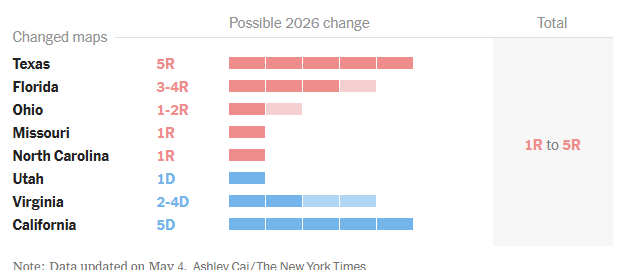 Possible 2026 change Total
Changed maps
Texas 5R
Florida 3-4R
Ohio 1-2R
Missouri 1R
1R to 5R
North Carolina 1R
Utah 1D
Virginia 2-4D
California 5D
Note: Data updated on May 4. Ashley Cai/The New York Times